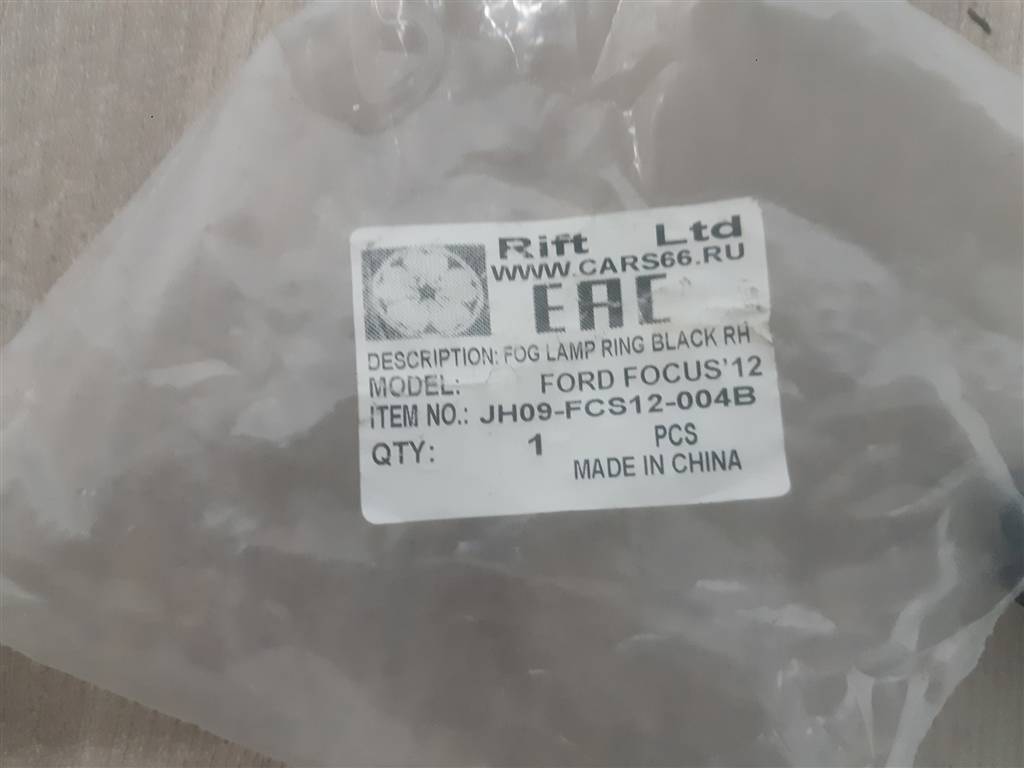 Rift Ltd
WWW.CARS66.RU
EAC
DESCRIPTION: FOG LAMP RING BLACK RH
MODEL: FORD FOCUS'12
ITEM NO.: JH09-FCS12-004B
QTY: 1 PCS
MADE IN CHINA